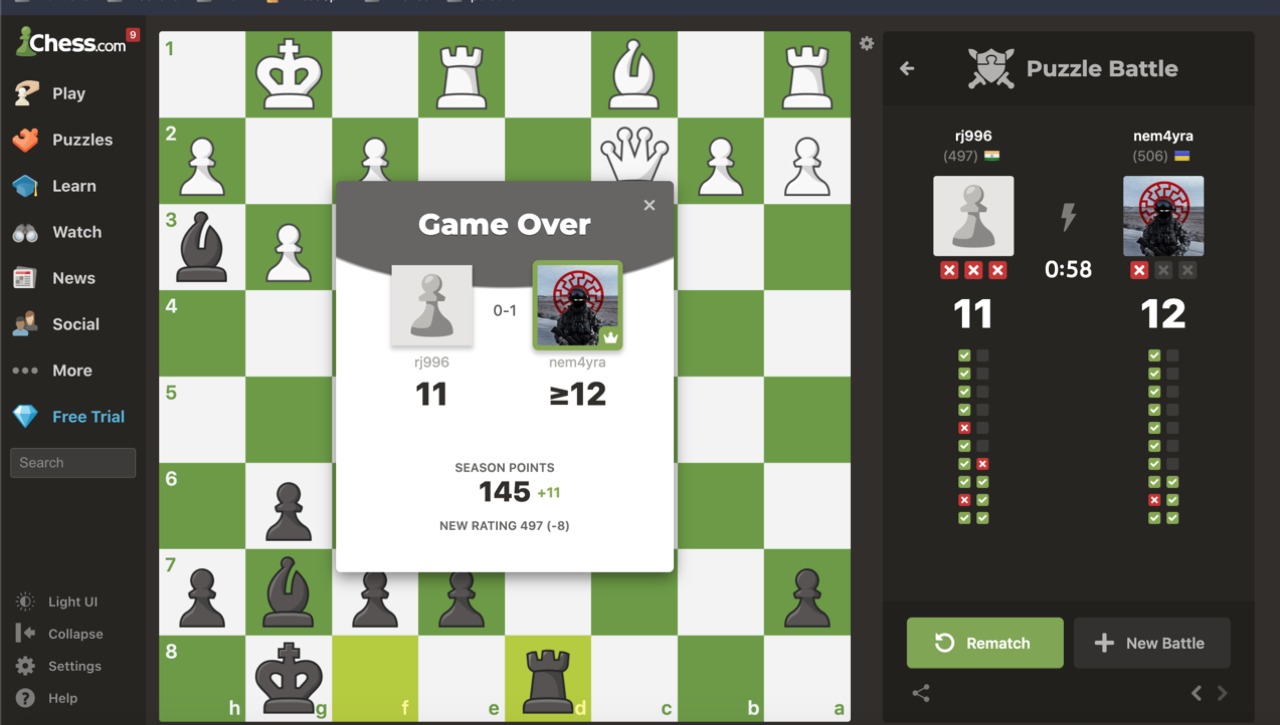 Chess.com
9
Play
Puzzles
Learn
Watch
News
Social
More
Free Trial
Search
Light UI
Collapse
Settings
Help
1
2
3
4
5
6
7
8
h
g
f
e
d
c
b
a
Game Over
0-1
rj996
nem4yra
11
≥12
SEASON POINTS
145 +11
NEW RATING 497 (-8)
Puzzle Battle
rj996
nem4yra
(497)
(506)
0:58
11
12
Rematch
New Battle